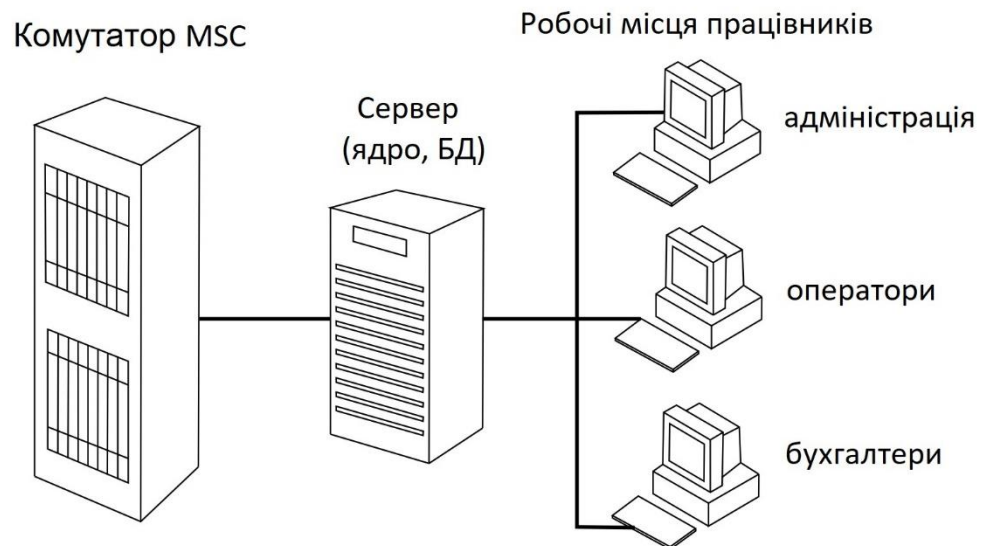 Комутатор MSC
Робочі місця працівників
Сервер
(ядро, БД)
адміністрація
оператори
бухгалтери